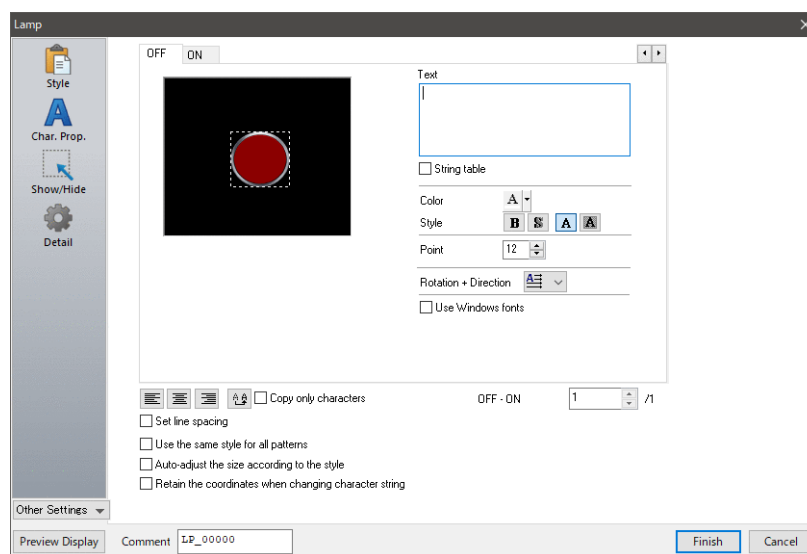 Lamp
Style
Char. Prop.
Show/Hide
Detail
OFF ON
Text
String table
Color A
Style B S A A
Point 12
Rotation + Direction
Use Windows fonts
Copy only characters
OFF - ON 1 /1
Set line spacing
Use the same style for all patterns
Auto-adjust the size according to the style
Retain the coordinates when changing character string
Other Settings
Preview Display Comment LP_00000 Finish Cancel